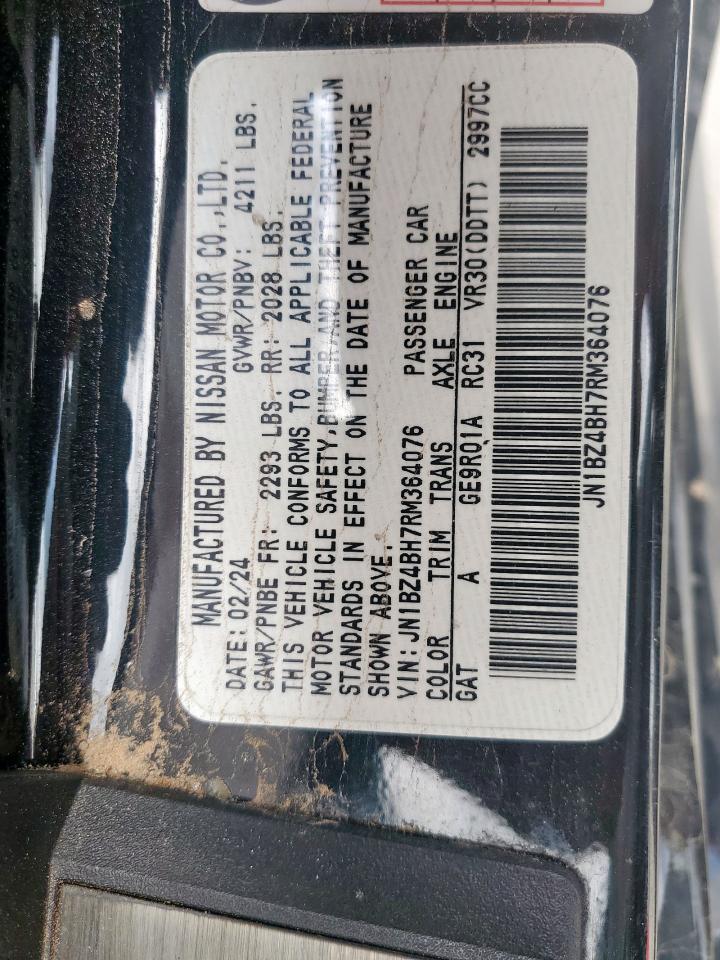 MANUFACTURED BY NISSAN MOTOR CO.,LTD.
DATE: 02/24 GVWR/PNBV: 4211 LBS.
GAWR/PNBE FR: 2293 LBS. RR: 2028 LBS.
THIS VEHICLE CONFORMS TO ALL APPLICABLE FEDERAL
MOTOR VEHICLE SAFETY,BUMPER,AND THEFT PREVENTION
STANDARDS IN EFFECT ON THE DATE OF MANUFACTURE
SHOWN ABOVE.
VIN: JN1BZ4BH7RM364076 PASSENGER CAR
COLOR TRIM TRANS AXLE ENGINE
GAT A GE9R01A RC31 VR30(DDTT) 2997CC
JN1BZ4BH7RM364076